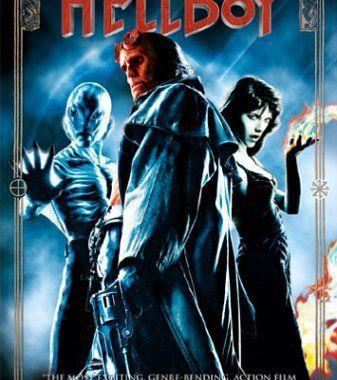 HELLBOY
"THE MOST EXCITING, GENRE-BENDING, ACTION FILM